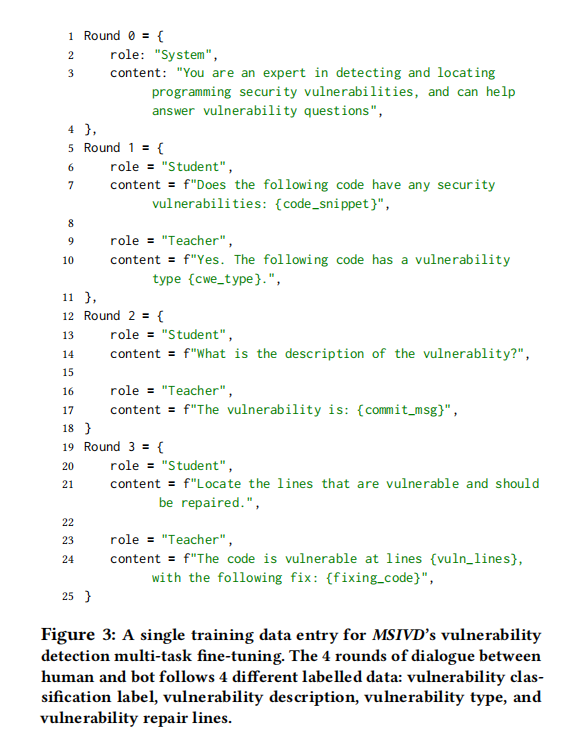 1 Round 0 = {
2 role: "System",
3 content: "You are an expert in detecting and locating
programming security vulnerabilities, and can help
answer vulnerability questions",
4 },
5 Round 1 = {
6 role = "Student",
7 content = f"Does the following code have any security
vulnerabilities: {code_snippet}",
8
9 role = "Teacher",
10 content = f"Yes. The following code has a vulnerability
type {cwe_type}.",
11 },
12 Round 2 = {
13 role = "Student",
14 content = f"What is the description of the vulnerablity?",
15
16 role = "Teacher",
17 content = f"The vulnerability is: {commit_msg}",
18 }
19 Round 3 = {
20 role = "Student",
21 content = f"Locate the lines that are vulnerable and should
be repaired.",
22
23 role = "Teacher",
24 content = f"The code is vulnerable at lines {vuln_lines},
with the following fix: {fixing_code}",
25 }
Figure 3: A single training data entry for MSIVD's vulnerability
detection multi-task fine-tuning. The 4 rounds of dialogue between
human and bot follows 4 different labelled data: vulnerability clas-
sification label, vulnerability description, vulnerability type, and
vulnerability repair lines.